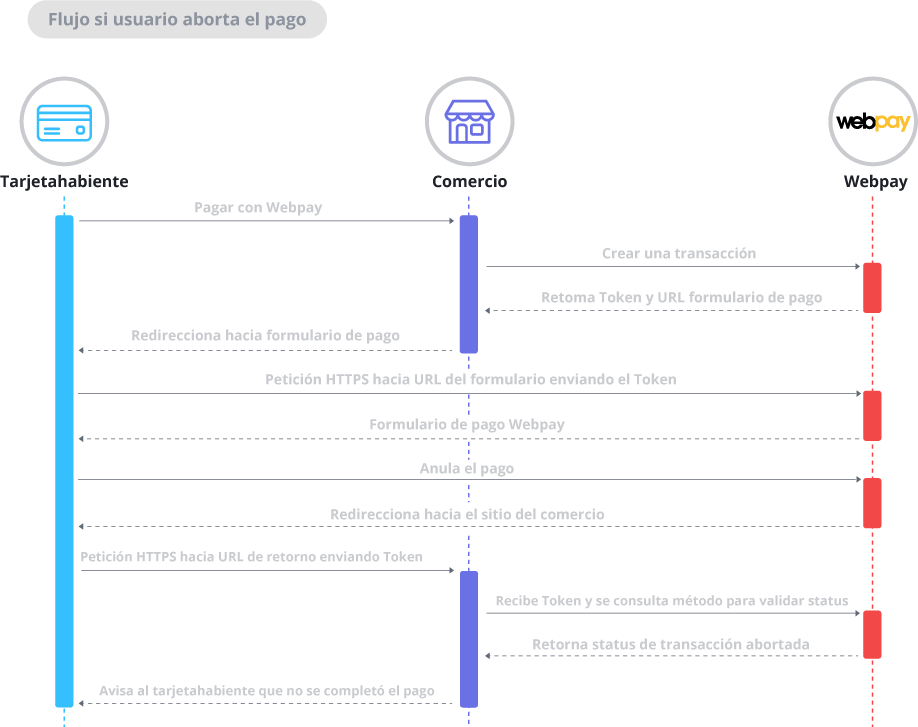 Flujo si usuario aborta el pago
webpay
Tarjetahabiente
Comercio
Webpay
Pagar con Webpay
Crear una transacción
Retoma Token y URL formulario de pago
Redirecciona hacia formulario de pago
Petición HTTPS hacia URL del formulario enviando el Token
Formulario de pago Webpay
Anula el pago
Redirecciona hacia el sitio del comercio
Petición HTTPS hacia URL de retorno enviando Token
Recibe Token y se consulta método para validar status
Retorna status de transacción abortada
Avisa al tarjetahabiente que no se completó el pago